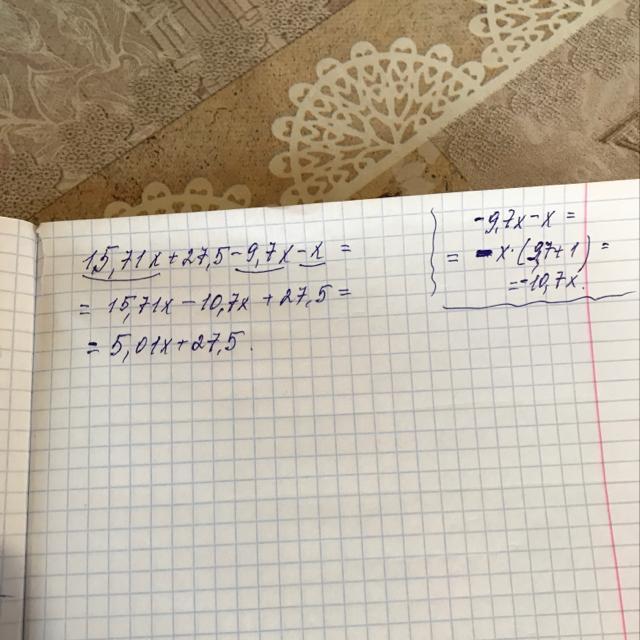 15,71x+27,5-9,7x-x =
= 15,71x-10,7x+27,5=
= 5,01x+27,5.
-9,7x-x =
= -x·(9,7+1) =
=-10,7x.